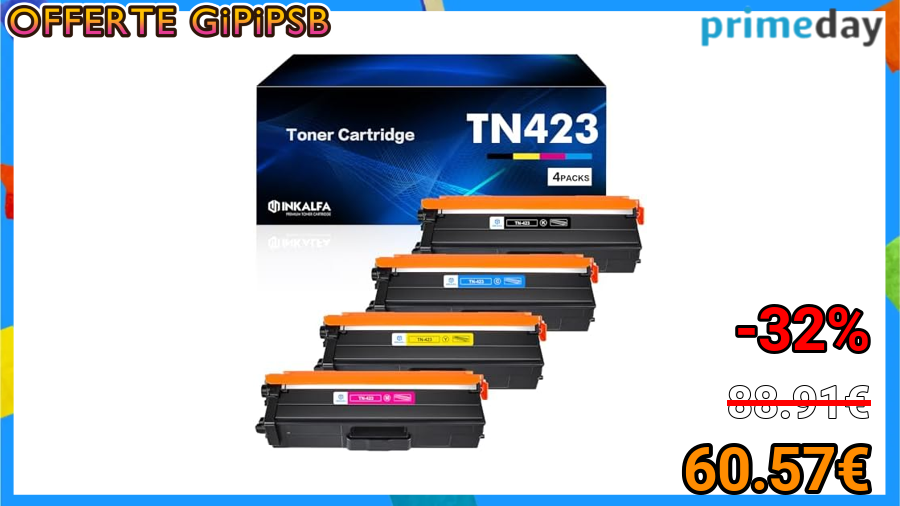 OFFERTE GiPiPSB
primeday
Toner Cartridge
TN423
4PACKS
INKALFA
PREMIUM TONER CARTRIDGE
INKALFA
TN-423 K
TN-423 C
TN-423 Y
TN-423 M
-32%
88.91€
60.57€